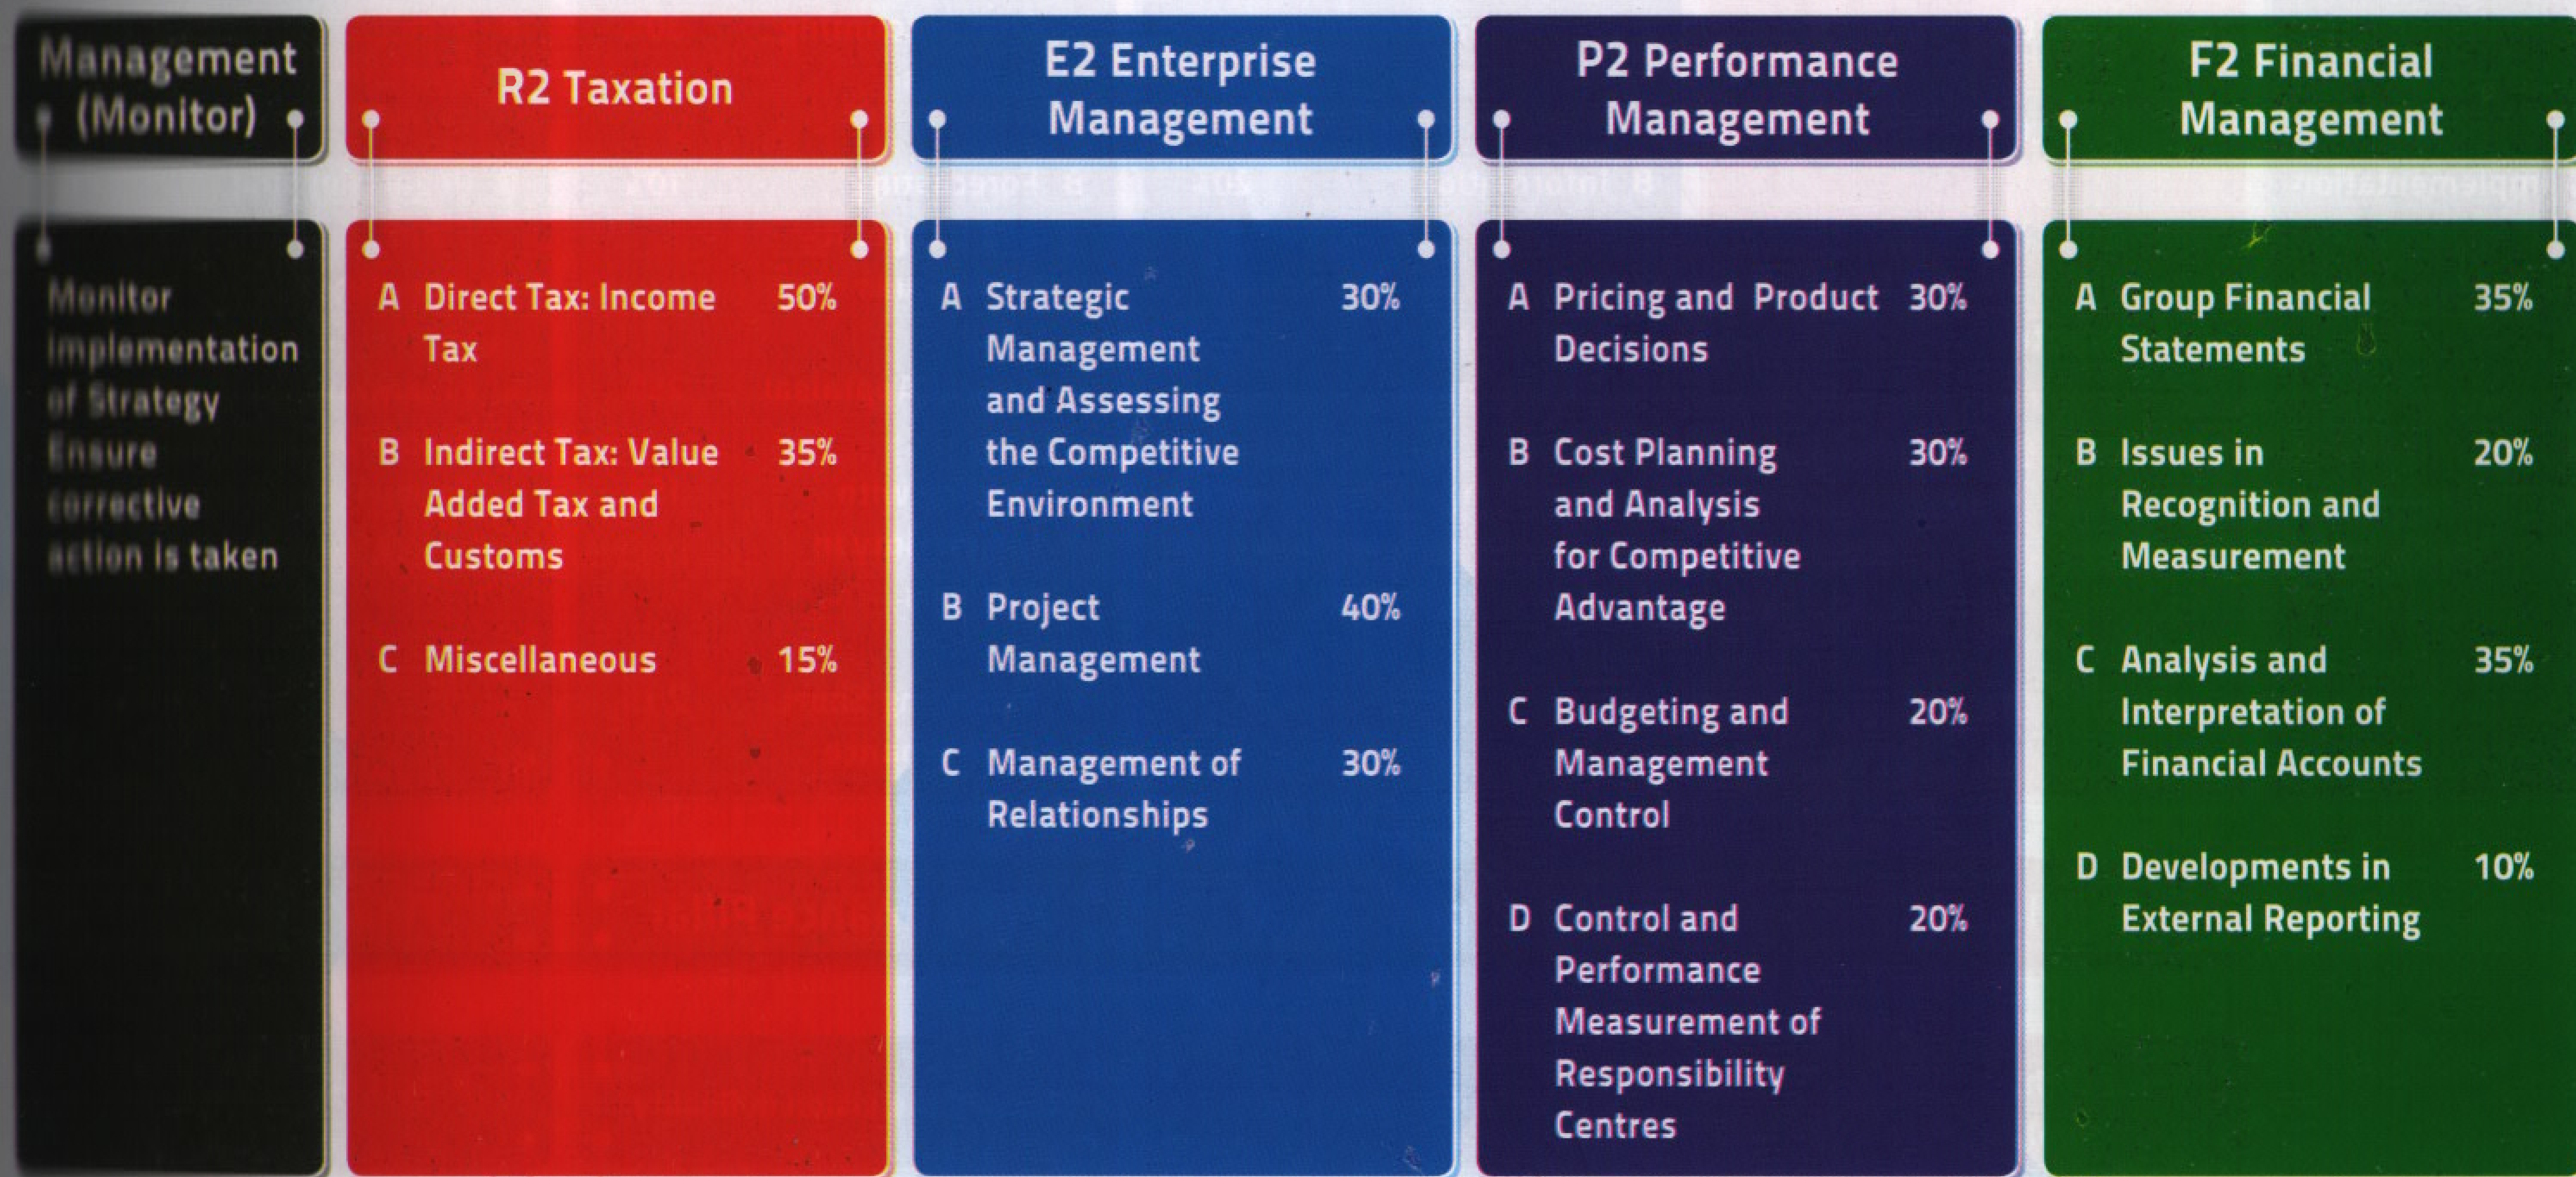 Management
(Monitor)
Monitor
implementation
of Strategy
Ensure
corrective
action is taken
R2 Taxation
A Direct Tax: Income 50%
Tax
B Indirect Tax: Value 35%
Added Tax and
Customs
C Miscellaneous 15%
E2 Enterprise
Management
A Strategic 30%
Management
and Assessing
the Competitive
Environment
B Project 40%
Management
C Management of 30%
Relationships
P2 Performance
Management
A Pricing and Product 30%
Decisions
B Cost Planning 30%
and Analysis
for Competitive
Advantage
C Budgeting and 20%
Management
Control
D Control and 20%
Performance
Measurement of
Responsibility
Centres
F2 Financial
Management
A Group Financial 35%
Statements
B Issues in 20%
Recognition and
Measurement
C Analysis and 35%
Interpretation of
Financial Accounts
D Developments in 10%
External Reporting